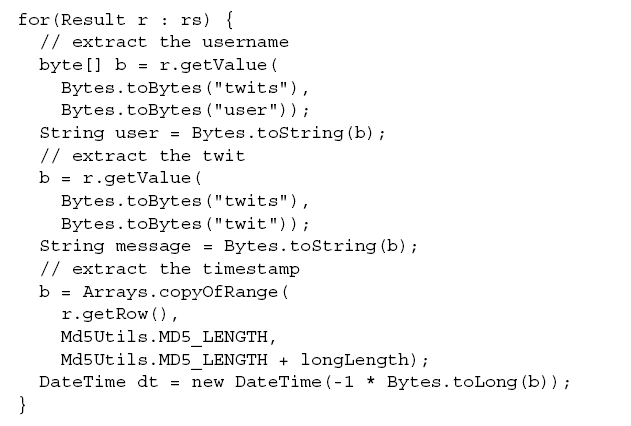 for(Result r : rs) {
  // extract the username
  byte[] b = r.getValue(
    Bytes.toBytes("twits"),
    Bytes.toBytes("user"));
  String user = Bytes.toString(b);
  // extract the twit
  b = r.getValue(
    Bytes.toBytes("twits"),
    Bytes.toBytes("twit"));
  String message = Bytes.toString(b);
  // extract the timestamp
  b = Arrays.copyOfRange(
    r.getRow(),
    Md5Utils.MD5_LENGTH,
    Md5Utils.MD5_LENGTH + longLength);
  DateTime dt = new DateTime(-1 * Bytes.toLong(b));
}